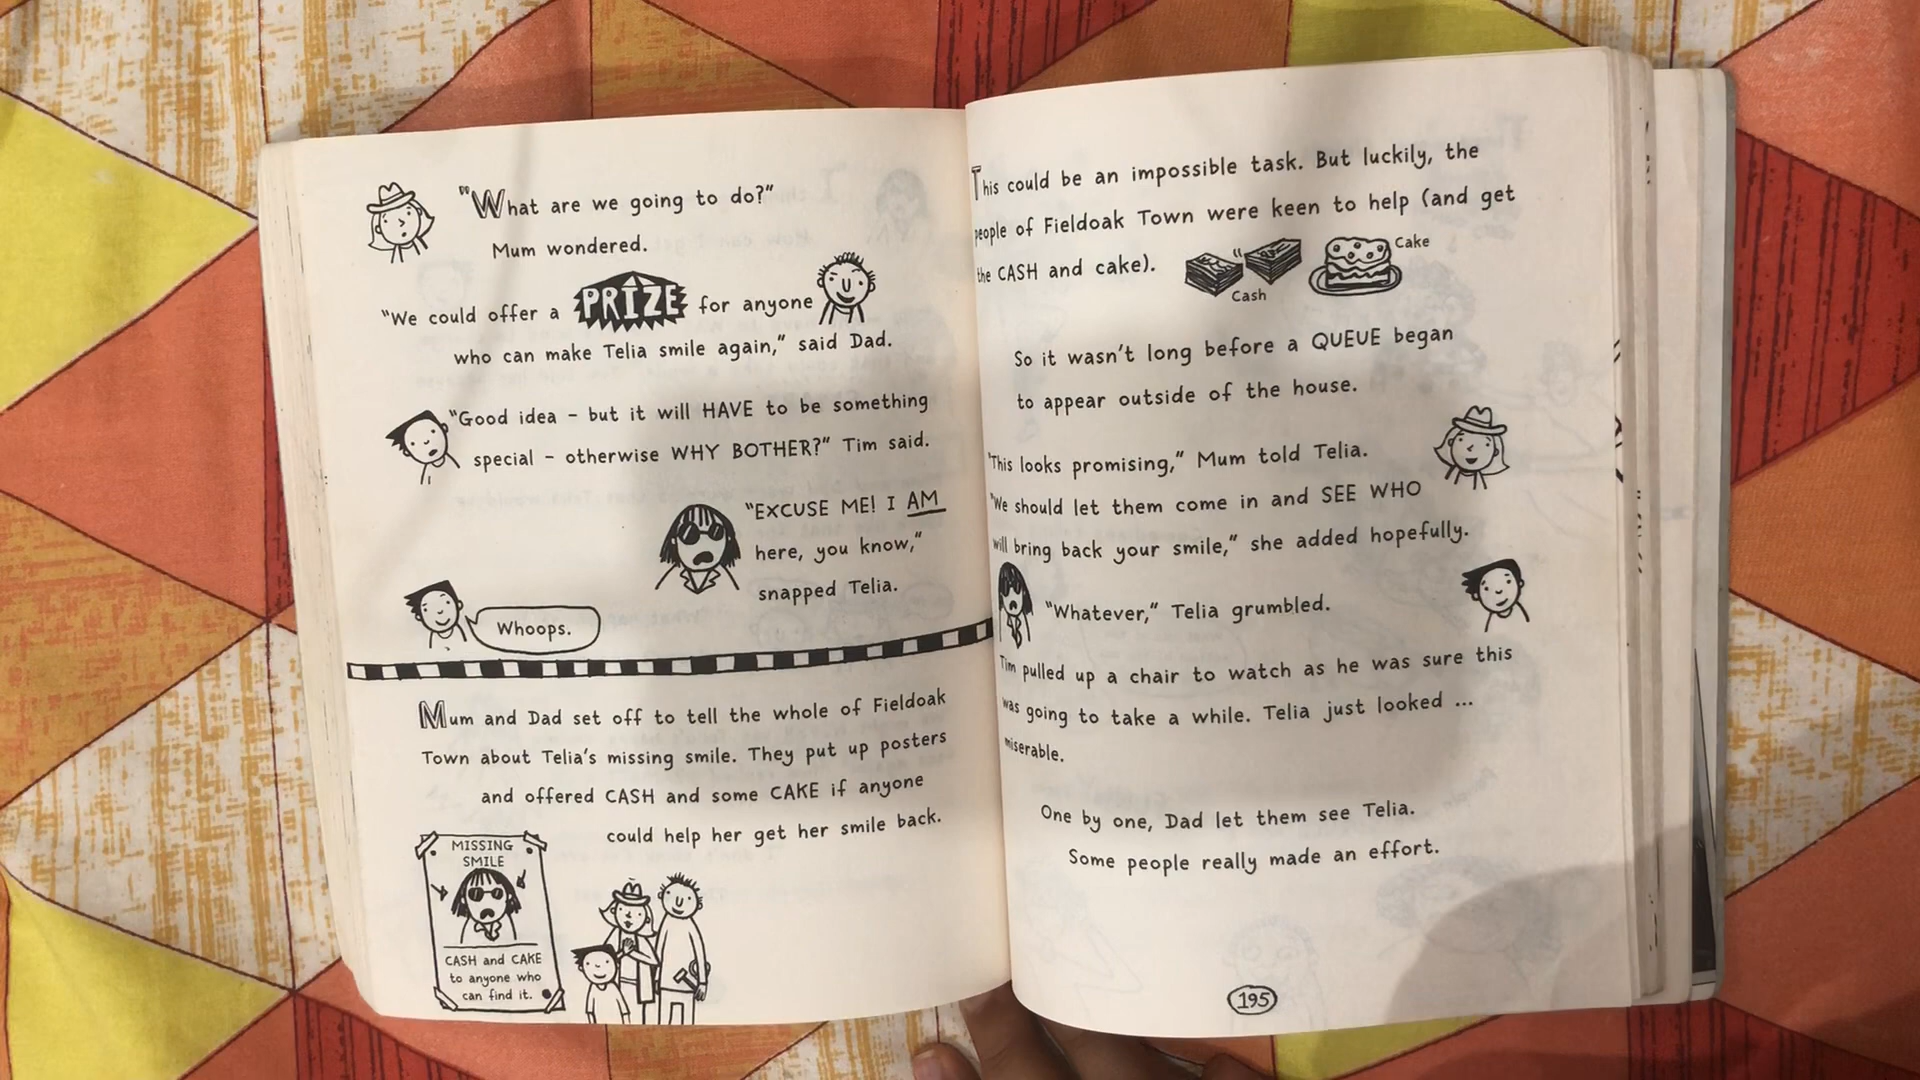 "What are we going to do?"
Mum wondered.
"We could offer a PRIZE for anyone
who can make Telia smile again," said Dad.
"Good idea - but it will HAVE to be something
special - otherwise WHY BOTHER?" Tim said.
"EXCUSE ME! I AM
here, you know,"
snapped Telia.
Whoops.
Mum and Dad set off to tell the whole of Fieldoak
Town about Telia's missing smile. They put up posters
and offered CASH and some CAKE if anyone
could help her get her smile back.
MISSING
SMILE
CASH and CAKE
to anyone who
can find it.
This could be an impossible task. But luckily, the
people of Fieldoak Town were keen to help (and get
the CASH and cake).
Cash
Cake
So it wasn't long before a QUEUE began
to appear outside of the house.
"This looks promising," Mum told Telia.
"We should let them come in and SEE WHO
will bring back your smile," she added hopefully.
"Whatever," Telia grumbled.
Tim pulled up a chair to watch as he was sure this
was going to take a while. Telia just looked ...
miserable.
One by one, Dad let them see Telia.
Some people really made an effort.
195